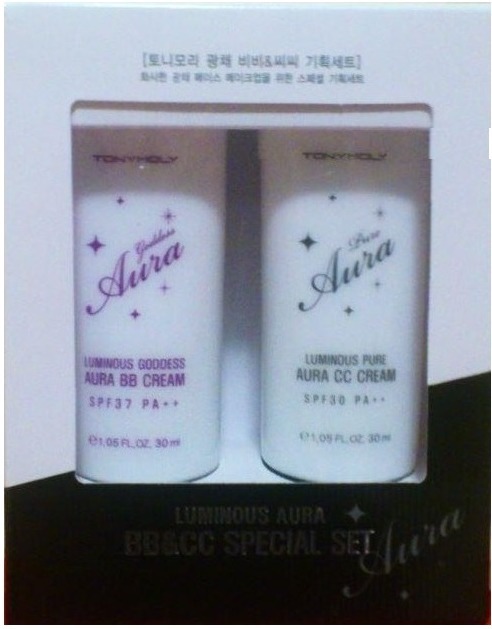 [토니모리 광채 비비&씨씨 기획세트]
화사한 광채 페이스 메이크업을 위한 스페셜 기획세트
TONYMOLY
Goddess
Aura
LUMINOUS GODDESS
AURA BB CREAM
SPF37 PA++
℮1.05 FL.OZ. 30ml
TONYMOLY
Pure
Aura
LUMINOUS PURE
AURA CC CREAM
SPF30 PA++
℮1.05 FL.OZ. 30ml
LUMINOUS AURA
BB&CC SPECIAL SET
Aura